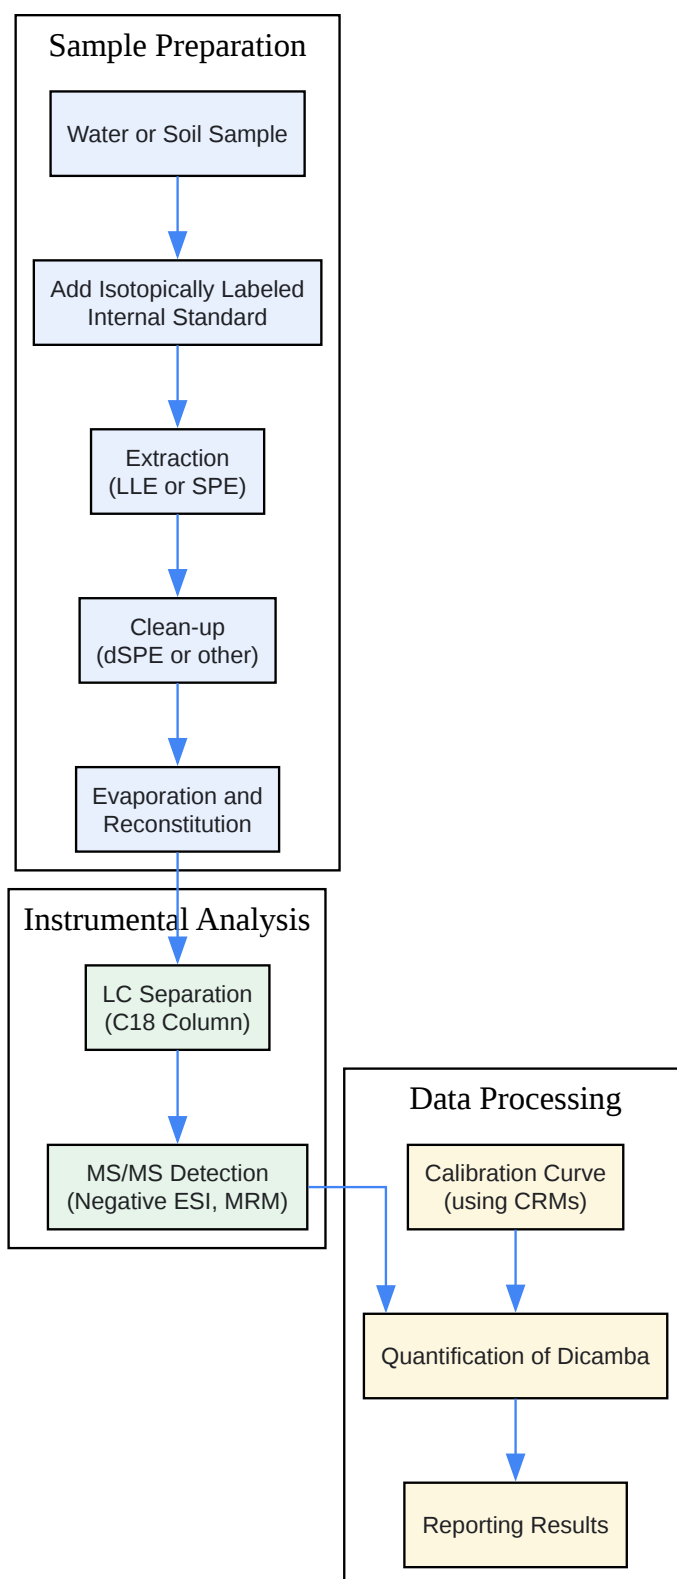 Sample Preparation
Water or Soil Sample
Add Isotopically Labeled
Internal Standard
Extraction
(LLE or SPE)
Clean-up
(dSPE or other)
Evaporation and
Reconstitution
Instrumental Analysis
LC Separation
(C18 Column)
MS/MS Detection
(Negative ESI, MRM)
Data Processing
Calibration Curve
(using CRMs)
Quantification of Dicamba
Reporting Results